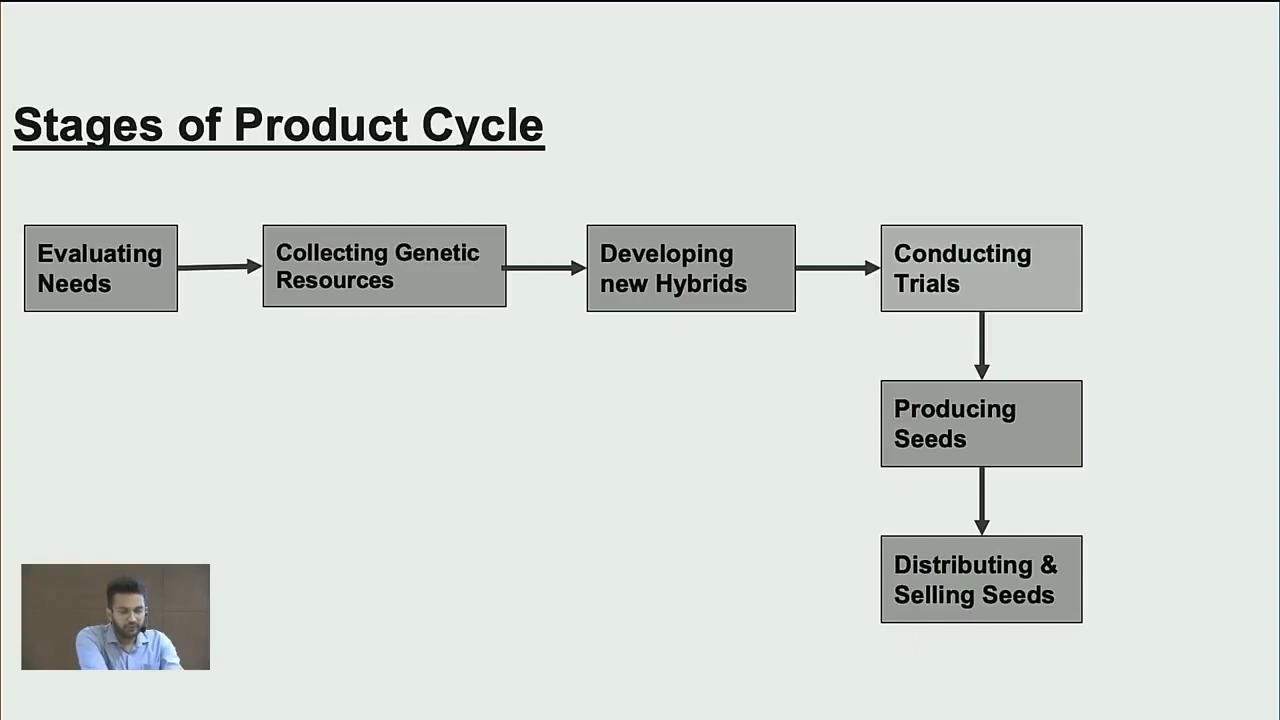 Stages of Product Cycle
Evaluating
Needs
Collecting Genetic
Resources
Developing
new Hybrids
Conducting
Trials
Producing
Seeds
Distributing &
Selling Seeds